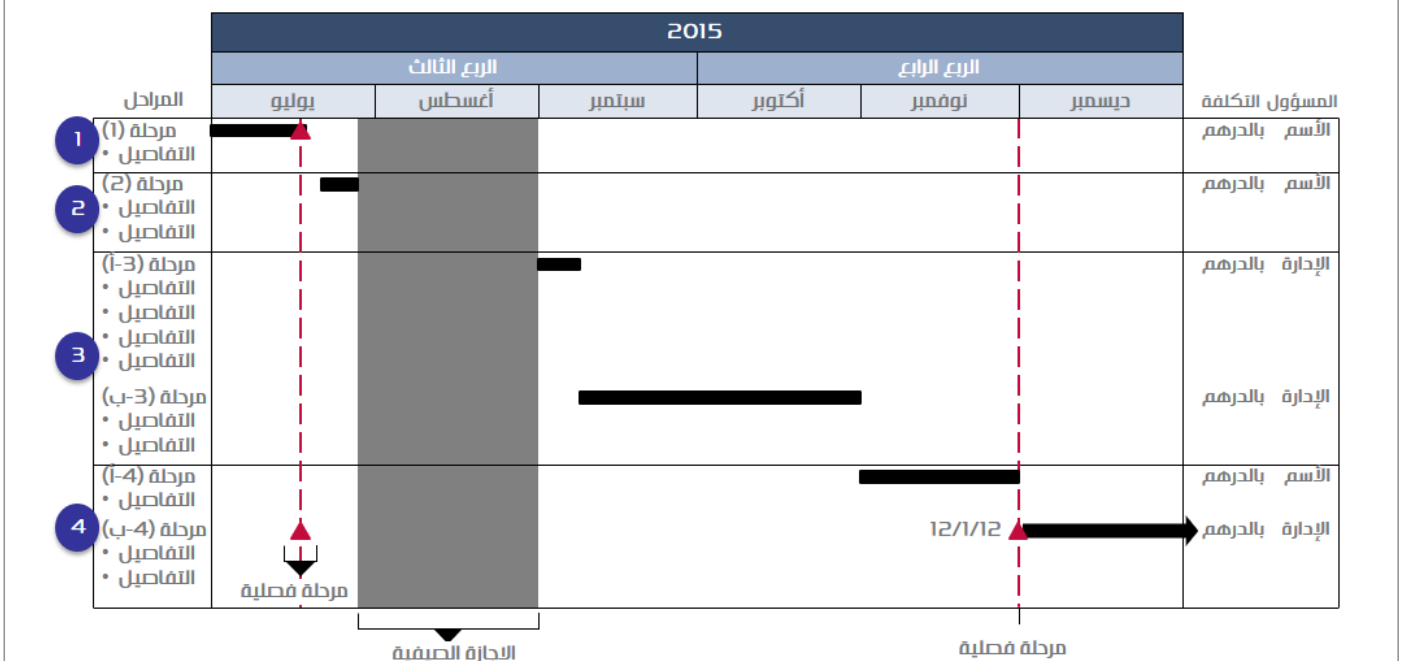 2015
الربع الثالث
الربع الرابع
المراحل
يوليو
أغسطس
سبتمبر
أكتوبر
نوفمبر
ديسمبر
المسؤول التكلفة
1
مرحلة (1)
• التفاصيل
الأسم بالدرهم
2
مرحلة (2)
• التفاصيل
• التفاصيل
الأسم بالدرهم
3
مرحلة (3-أ)
• التفاصيل
• التفاصيل
• التفاصيل
• التفاصيل
الإدارة بالدرهم
مرحلة (3-ب)
• التفاصيل
• التفاصيل
الإدارة بالدرهم
4
مرحلة (4-أ)
• التفاصيل
الأسم بالدرهم
مرحلة (4-ب)
• التفاصيل
• التفاصيل
12/1/12
الإدارة بالدرهم
مرحلة فصلية
الاجازة الصيفية
مرحلة فصلية